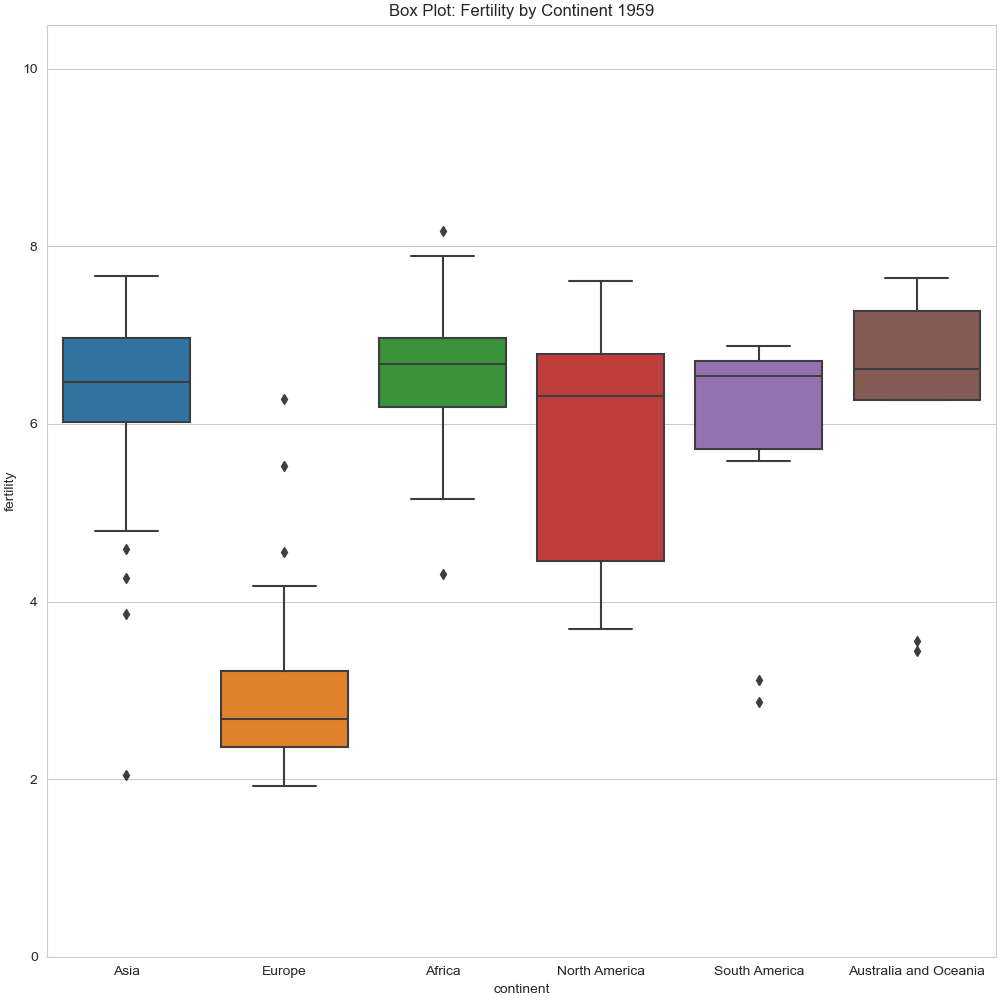 Box Plot: Fertility by Continent 1959
10
8
6
4
2
0
fertility
Asia
Europe
Africa
North America
South America
Australia and Oceania
continent